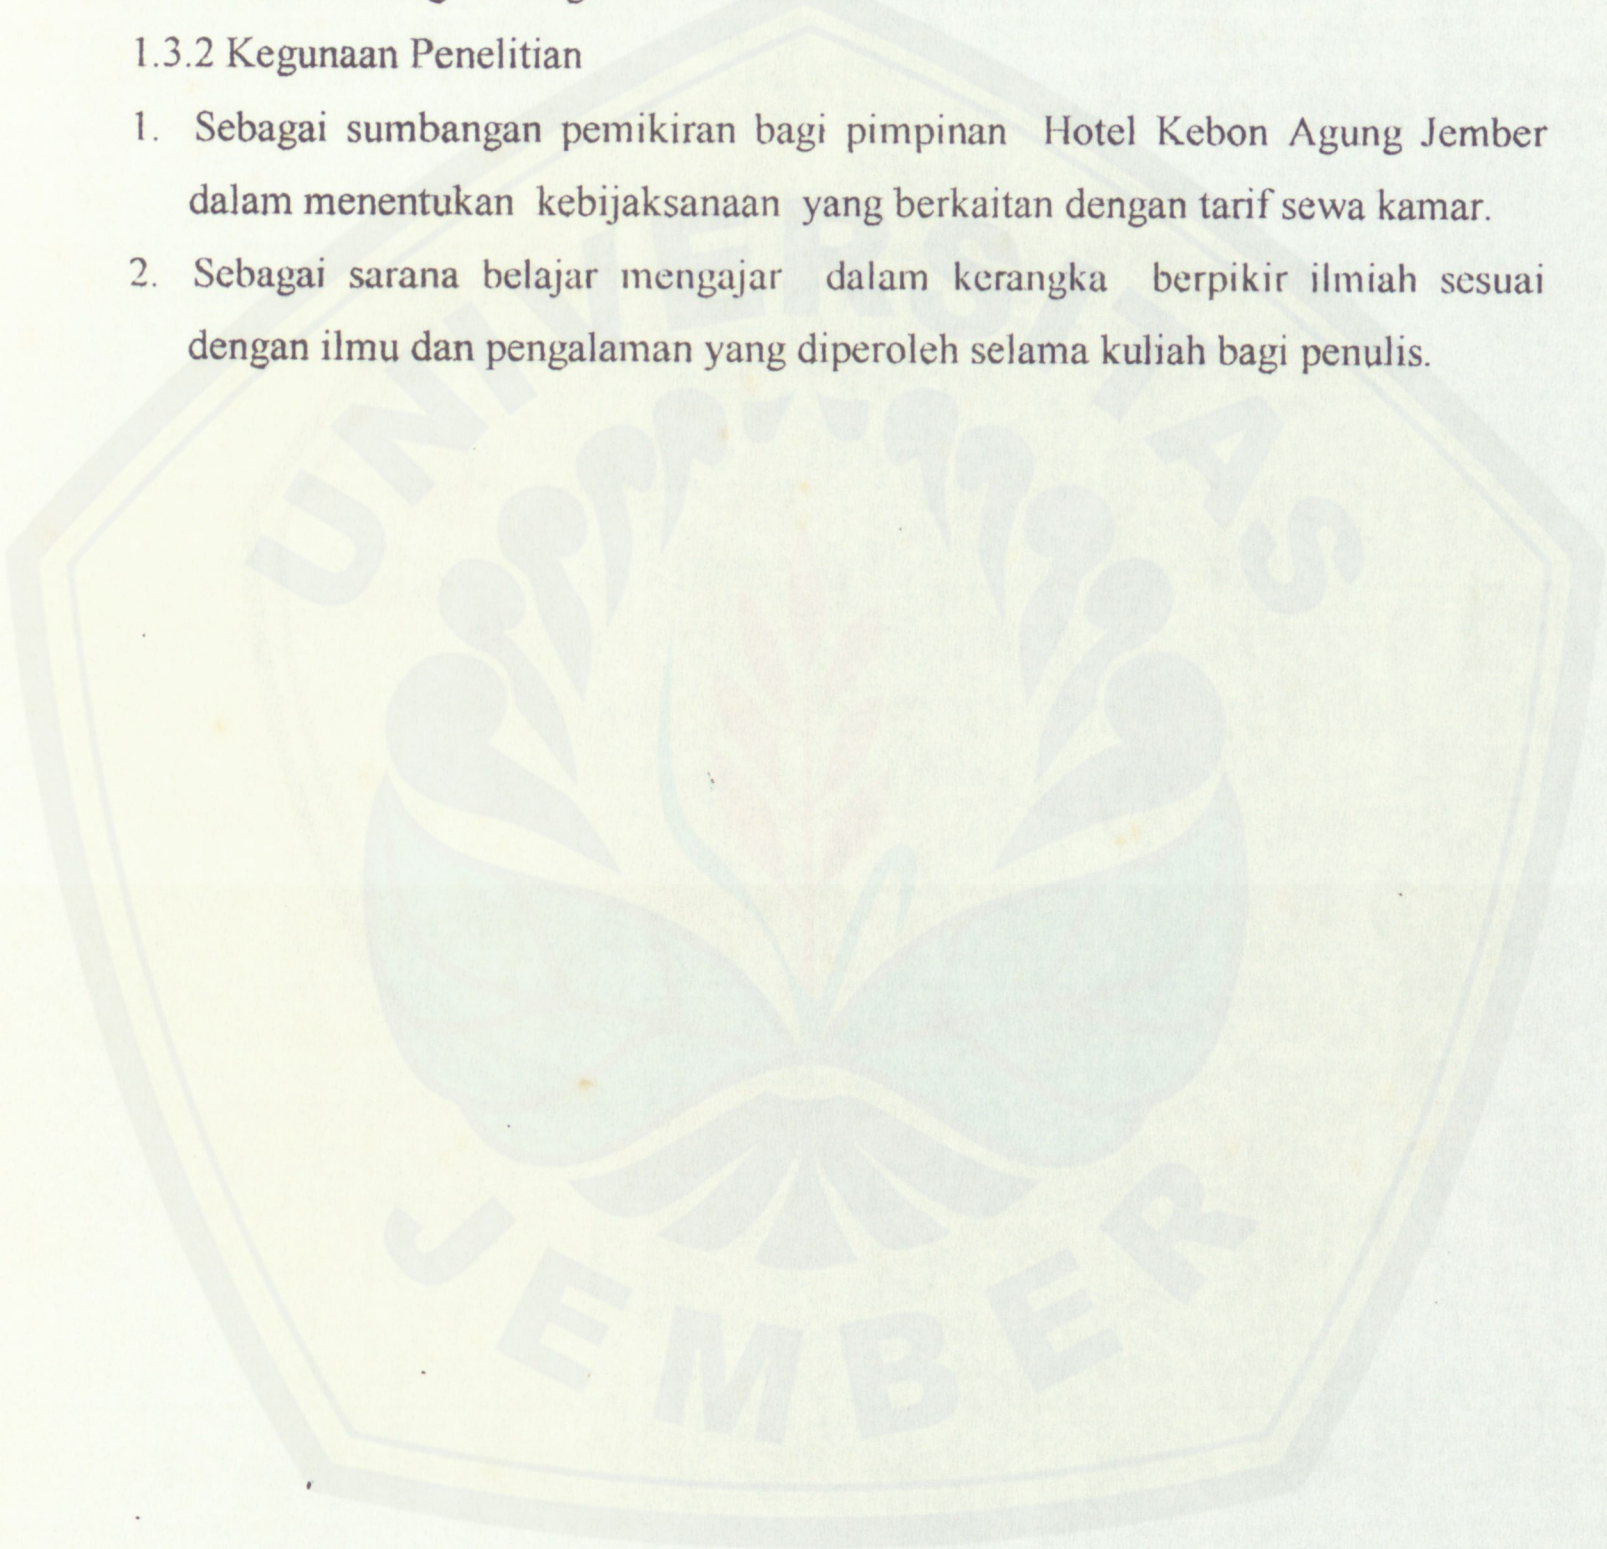 1.3.2 Kegunaan Penelitian
1. Sebagai sumbangan pemikiran bagi pimpinan Hotel Kebon Agung Jember
dalam menentukan kebijaksanaan yang berkaitan dengan tarif sewa kamar.
2. Sebagai sarana belajar mengajar dalam kerangka berpikir ilmiah sesuai
dengan ilmu dan pengalaman yang diperoleh selama kuliah bagi penulis.
UNIVERSITAS
JEMBER